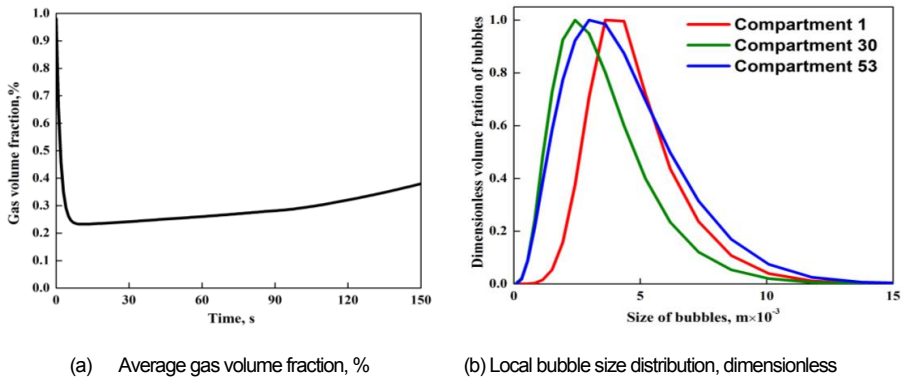 Gas volume fraction,%
1.0
0.9
0.8
0.7
0.6
0.5
0.4
0.3
0.2
0.1
0.0
0 30 60 90 120 150
Time, s
Dimensionless volume fraction of bubbles
1.0
0.8
0.6
0.4
0.2
0.0
Compartment 1
Compartment 30
Compartment 53
0 5 10 15
Size of bubbles, m×10⁻³
(a) Average gas volume fraction, % (b) Local bubble size distribution, dimensionless